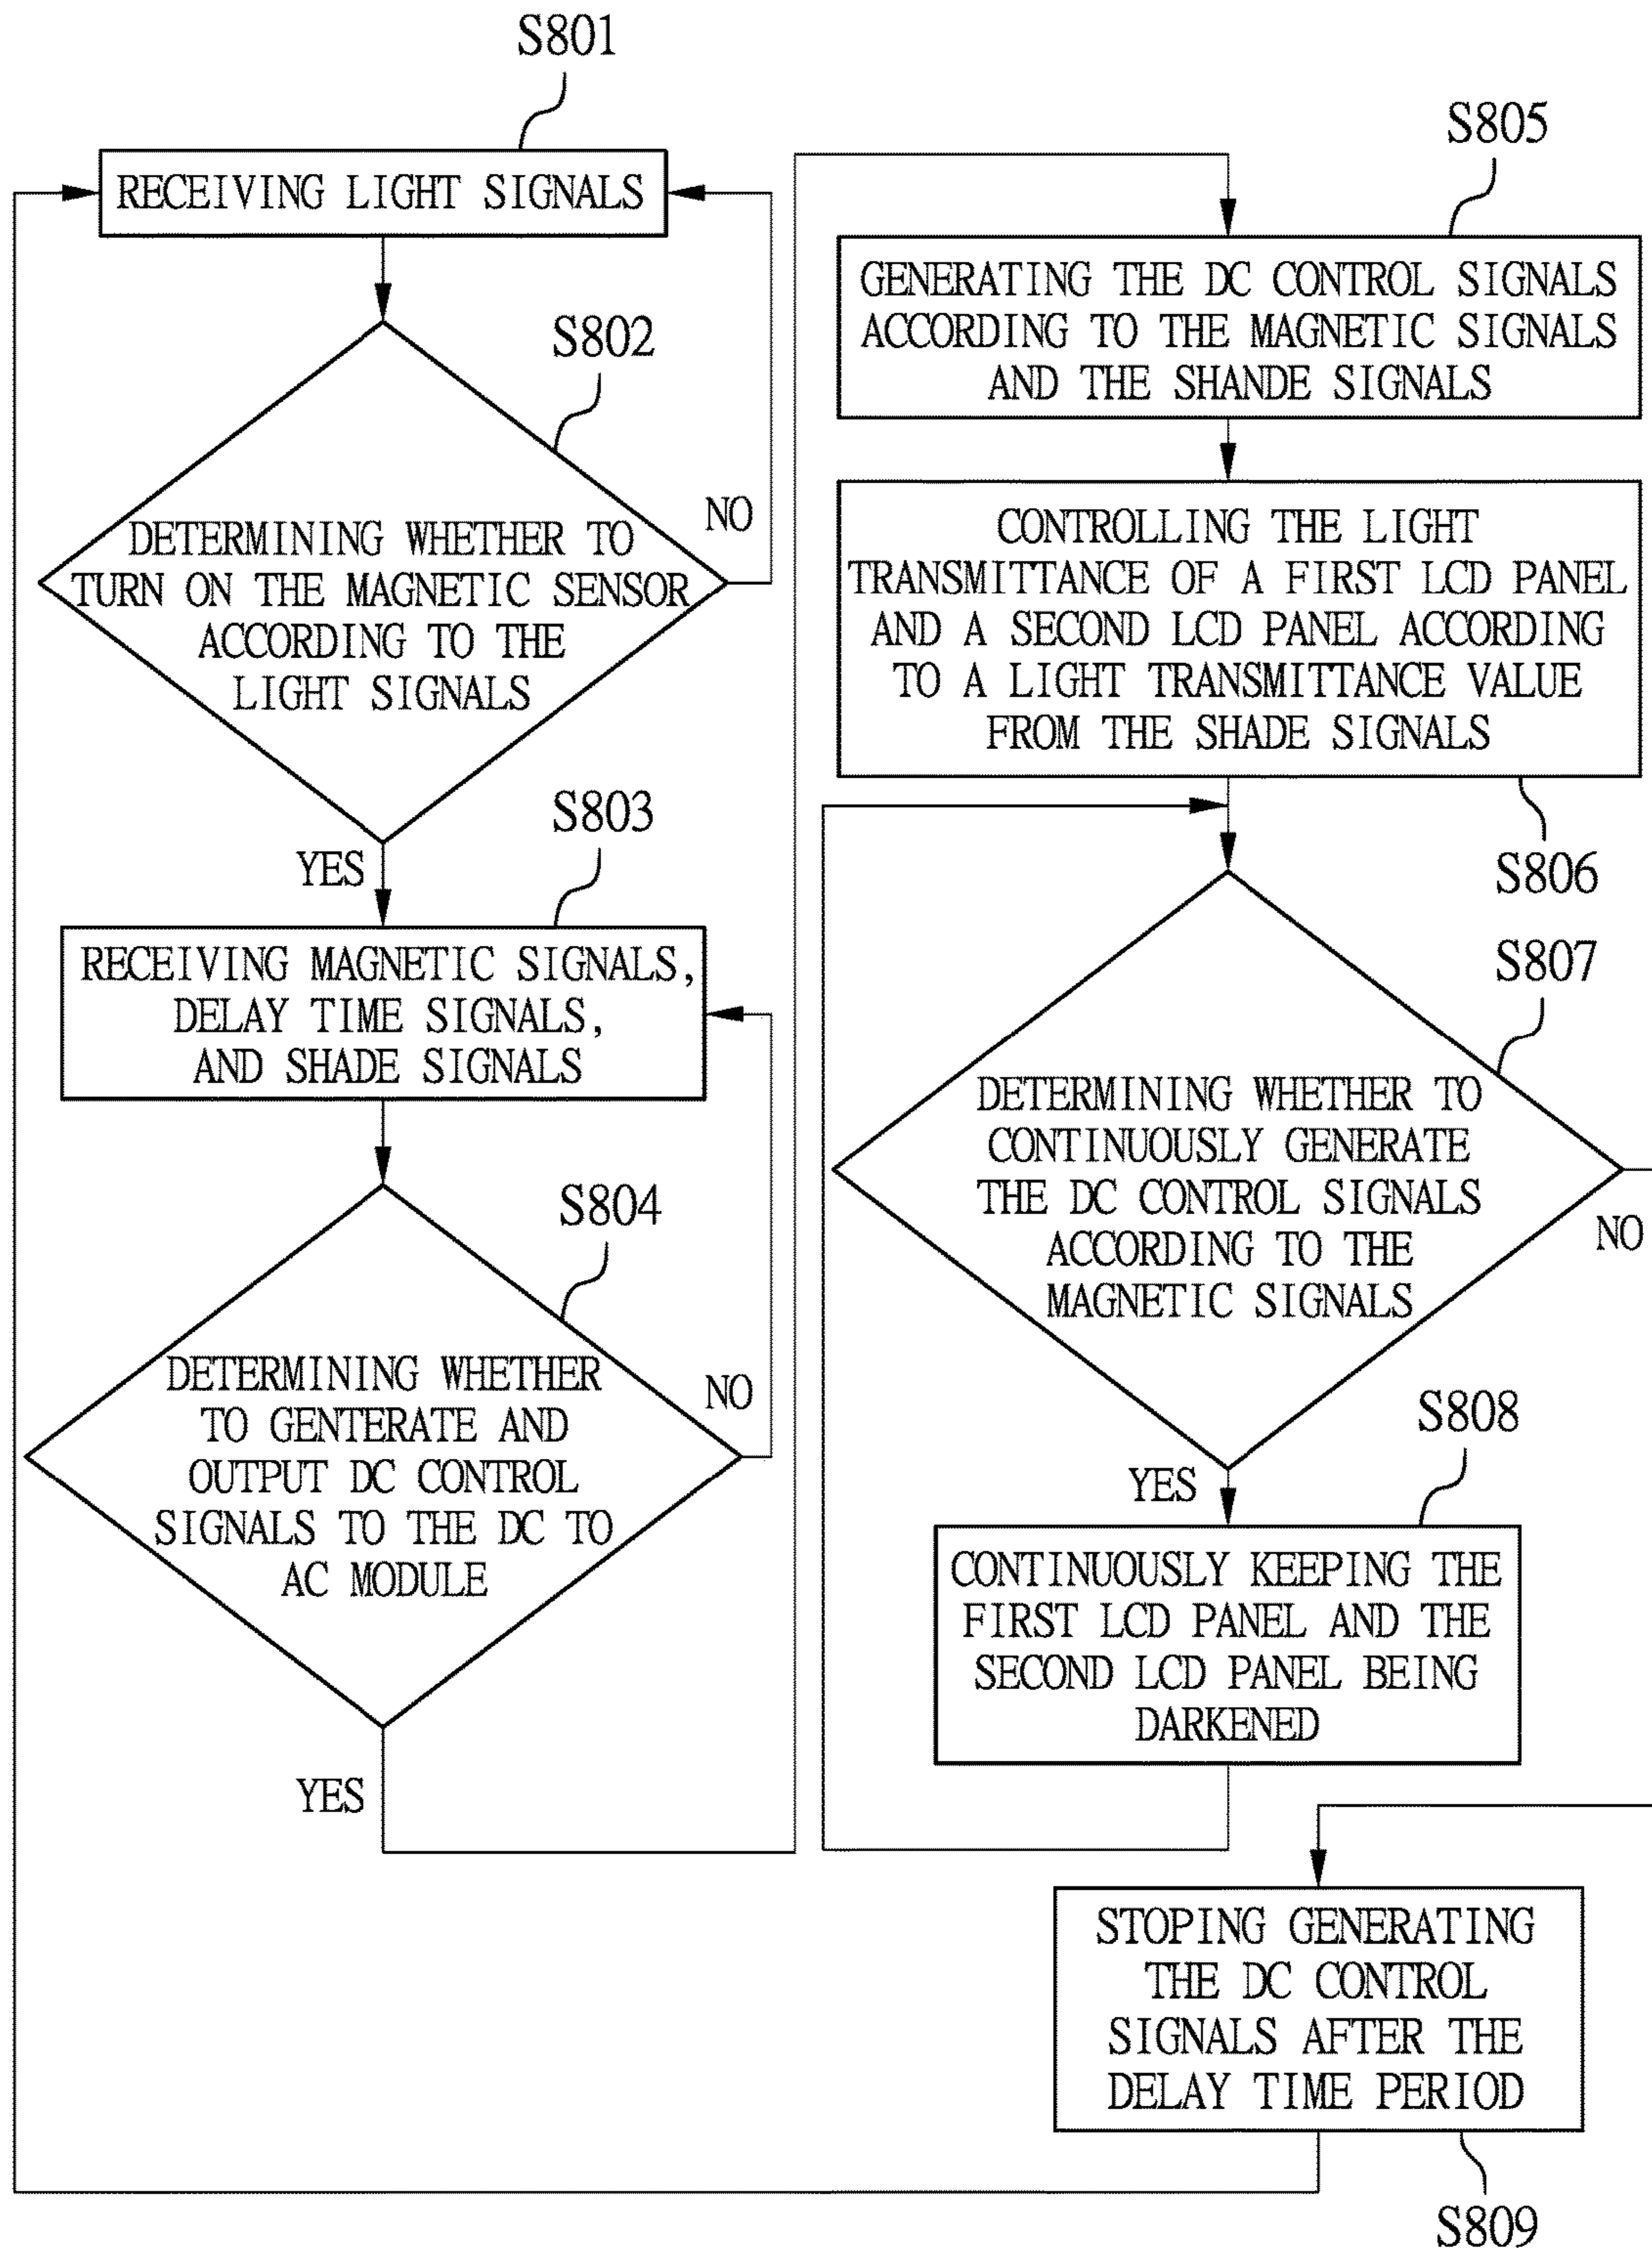 S801
RECEIVING LIGHT SIGNALS
S802
DETERMINING WHETHER TO
TURN ON THE MAGNETIC SENSOR
ACCORDING TO THE
LIGHT SIGNALS
NO
YES
S803
RECEIVING MAGNETIC SIGNALS,
DELAY TIME SIGNALS,
AND SHADE SIGNALS
S804
DETERMINING WHETHER
TO GENTERATE AND
OUTPUT DC CONTROL
SIGNALS TO THE DC TO
AC MODULE
NO
YES
S805
GENERATING THE DC CONTROL SIGNALS
ACCORDING TO THE MAGNETIC SIGNALS
AND THE SHANDE SIGNALS
CONTROLLING THE LIGHT
TRANSMITTANCE OF A FIRST LCD PANEL
AND A SECOND LCD PANEL ACCORDING
TO A LIGHT TRANSMITTANCE VALUE
FROM THE SHADE SIGNALS
S806
S807
DETERMINING WHETHER TO
CONTINUOUSLY GENERATE
THE DC CONTROL SIGNALS
ACCORDING TO THE
MAGNETIC SIGNALS
NO
YES
S808
CONTINUOUSLY KEEPING THE
FIRST LCD PANEL AND THE
SECOND LCD PANEL BEING
DARKENED
STOPING GENERATING
THE DC CONTROL
SIGNALS AFTER THE
DELAY TIME PERIOD
S809